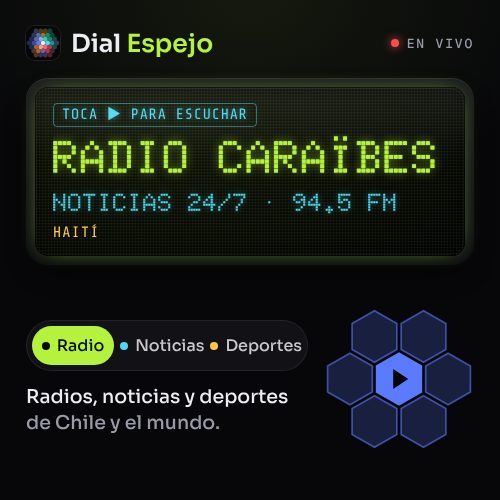 Dial Espejo
EN VIVO
TOCA ▶ PARA ESCUCHAR
RADIO CARAÏBES
NOTICIAS 24/7 · 94.5 FM
HAITÍ
Radio Noticias Deportes
Radios, noticias y deportes
de Chile y el mundo.